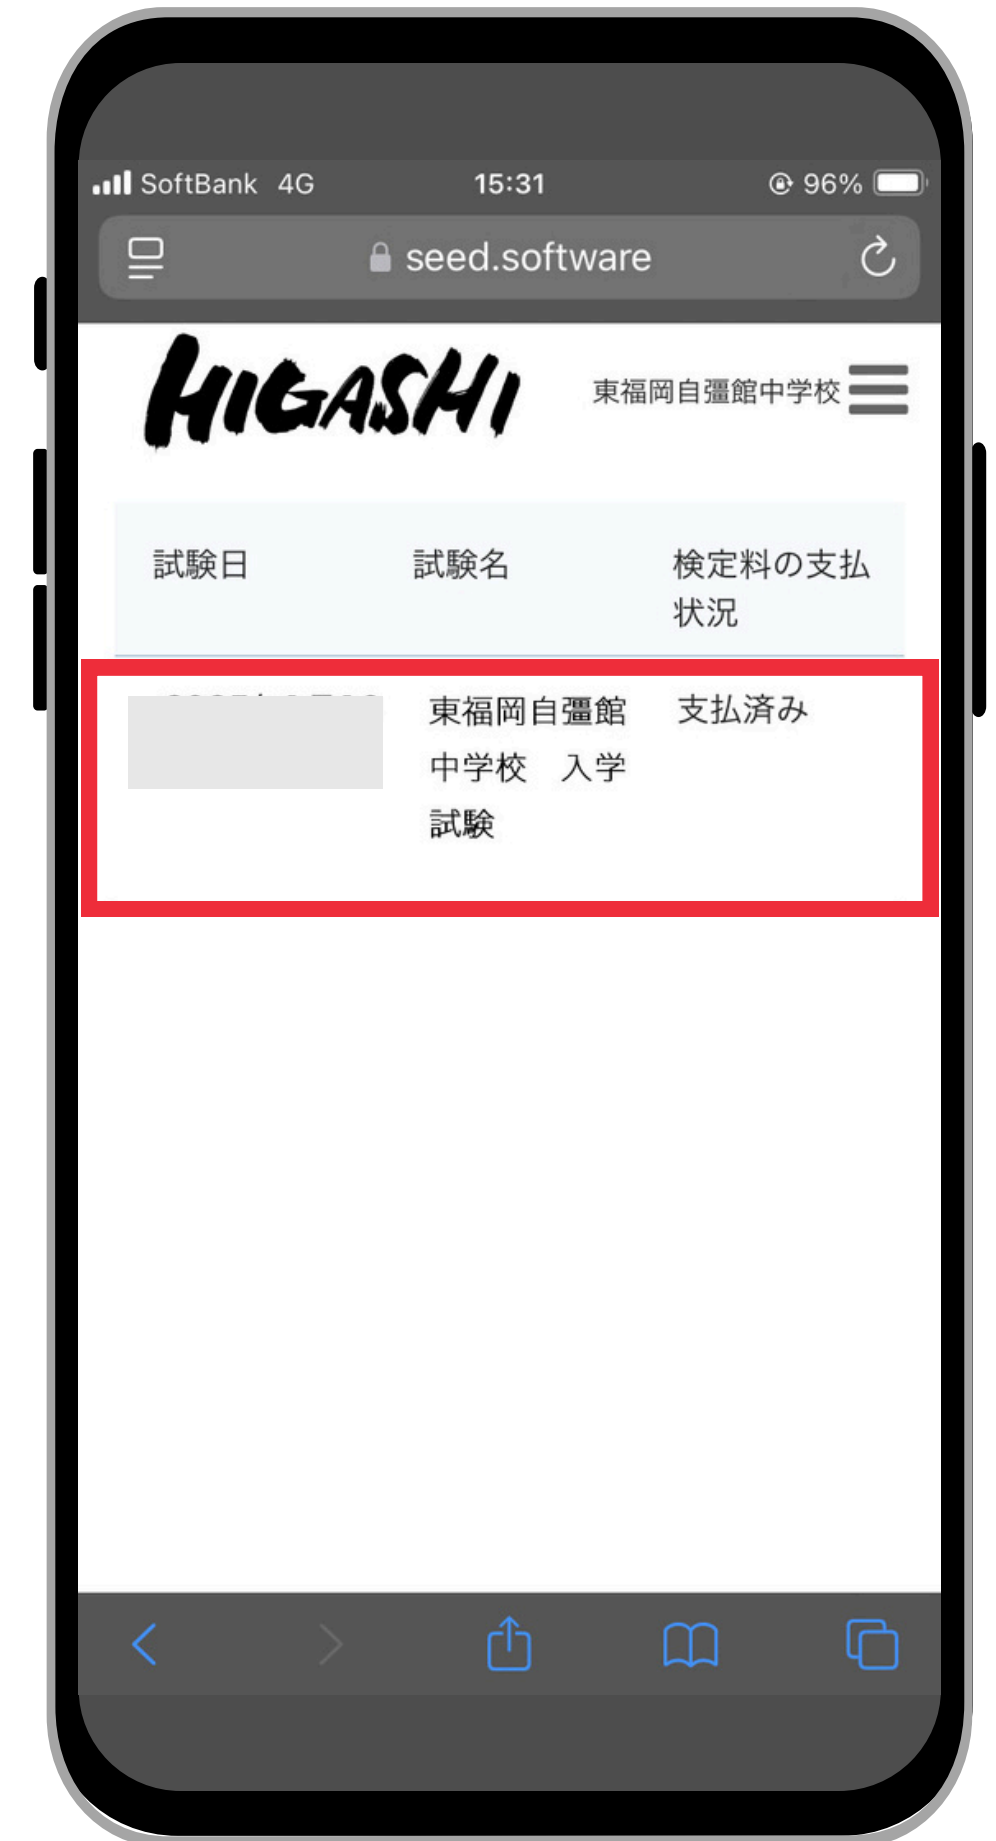 SoftBank 4G 15:31 96%
seed.software
HIGASHI
東福岡自彊館中学校
試験日 試験名 検定料の支払
状況
東福岡自彊館 支払済み
中学校 入学
試験